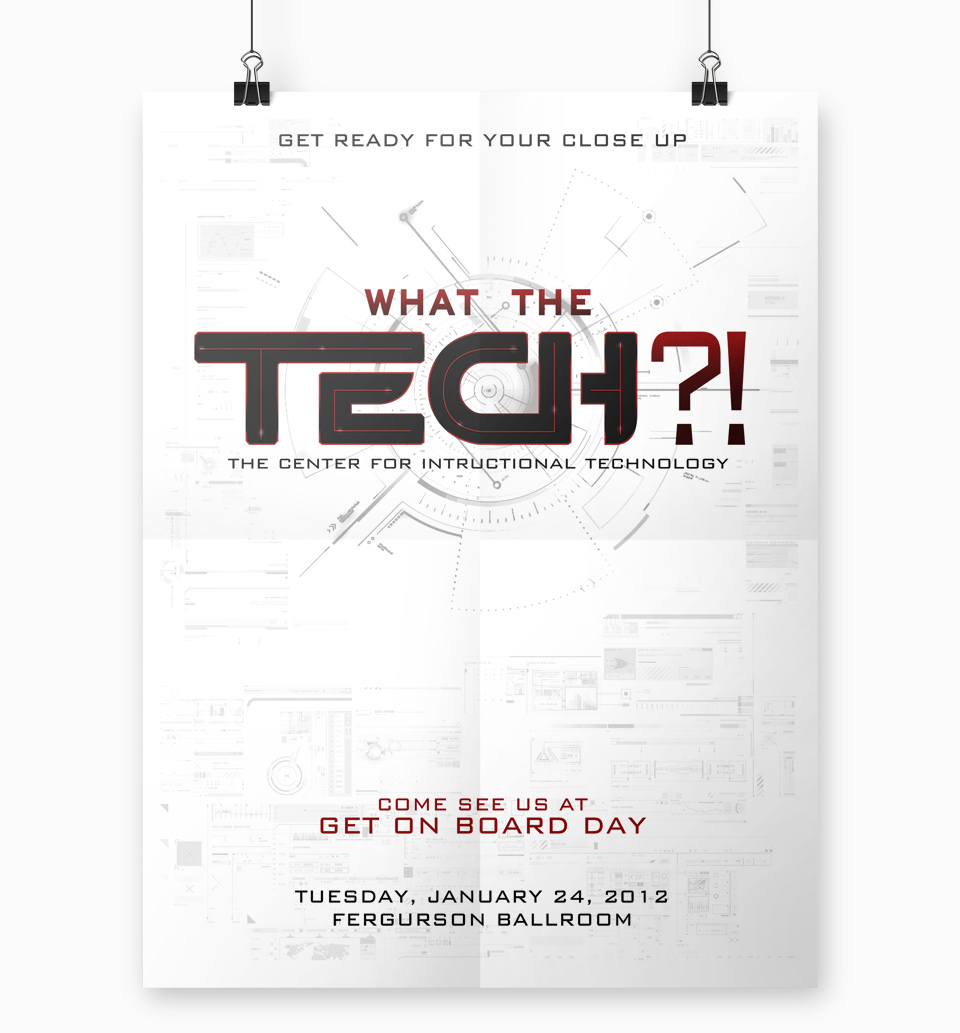 GET READY FOR YOUR CLOSE UP
WHAT THE
TECH?!
THE CENTER FOR INTRUCTIONAL TECHNOLOGY
COME SEE US AT
GET ON BOARD DAY
TUESDAY, JANUARY 24, 2012
FERGURSON BALLROOM